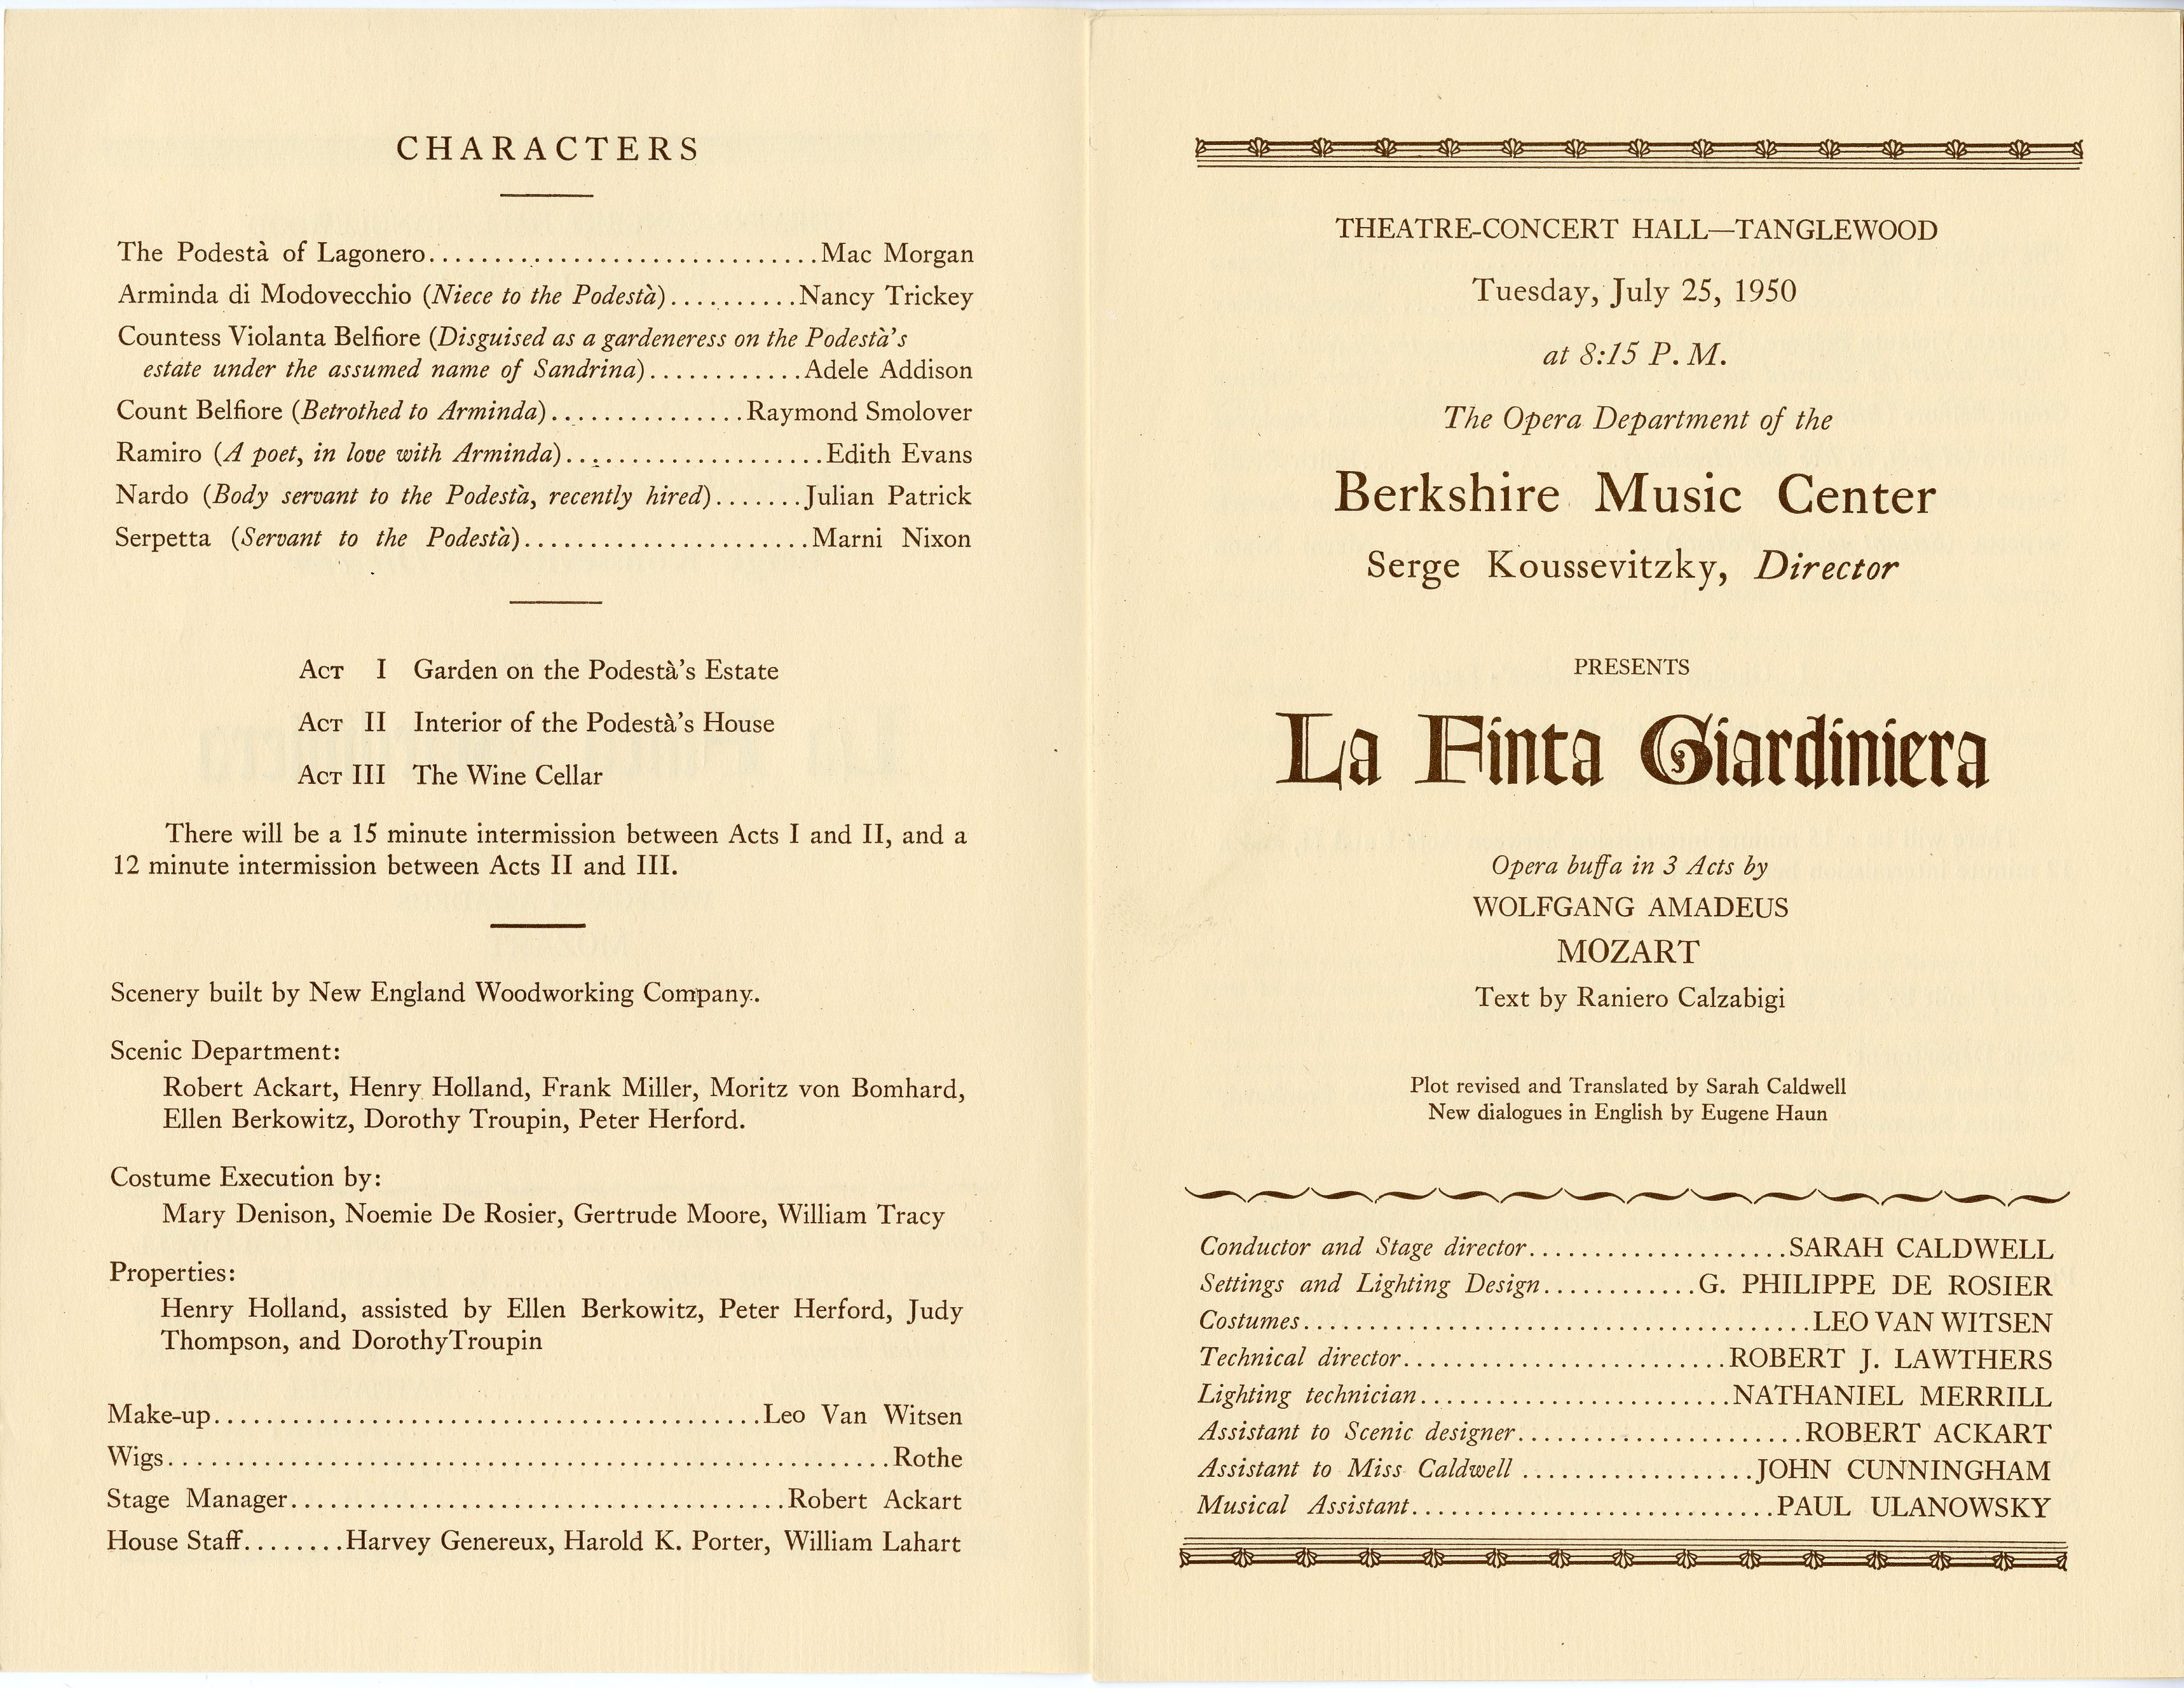 CHARACTERS
The Podestà of Lagonero..............................Mac Morgan
Arminda di Modovecchio (Niece to the Podestà)..........Nancy Trickey
Countess Violanta Belfiore (Disguised as a gardeneress on the Podestà's
estate under the assumed name of Sandrina)............Adele Addison
Count Belfiore (Betrothed to Arminda)...............Raymond Smolover
Ramiro (A poet, in love with Arminda)....................Edith Evans
Nardo (Body servant to the Podestà, recently hired).......Julian Patrick
Serpetta (Servant to the Podestà)......................Marni Nixon
Act I Garden on the Podestà's Estate
Act II Interior of the Podestà's House
Act III The Wine Cellar
There will be a 15 minute intermission between Acts I and II, and a
12 minute intermission between Acts II and III.
Scenery built by New England Woodworking Company.
Scenic Department:
Robert Ackart, Henry Holland, Frank Miller, Moritz von Bomhard,
Ellen Berkowitz, Dorothy Troupin, Peter Herford.
Costume Execution by:
Mary Denison, Noemie De Rosier, Gertrude Moore, William Tracy
Properties:
Henry Holland, assisted by Ellen Berkowitz, Peter Herford, Judy
Thompson, and DorothyTroupin
Make-up..........................................Leo Van Witsen
Wigs.......................................................Rothe
Stage Manager......................................Robert Ackart
House Staff........Harvey Genereux, Harold K. Porter, William Lahart
THEATRE-CONCERT HALL—TANGLEWOOD
Tuesday, July 25, 1950
at 8:15 P. M.
The Opera Department of the
Berkshire Music Center
Serge Koussevitzky, Director
PRESENTS
La Finta Giardiniera
Opera buffa in 3 Acts by
WOLFGANG AMADEUS
MOZART
Text by Raniero Calzabigi
Plot revised and Translated by Sarah Caldwell
New dialogues in English by Eugene Haun
Conductor and Stage director....................SARAH CALDWELL
Settings and Lighting Design............G. PHILIPPE DE ROSIER
Costumes.......................................LEO VAN WITSEN
Technical director.........................ROBERT J. LAWTHERS
Lighting technician........................NATHANIEL MERRILL
Assistant to Scenic designer......................ROBERT ACKART
Assistant to Miss Caldwell ..................JOHN CUNNINGHAM
Musical Assistant............................PAUL ULANOWSKY